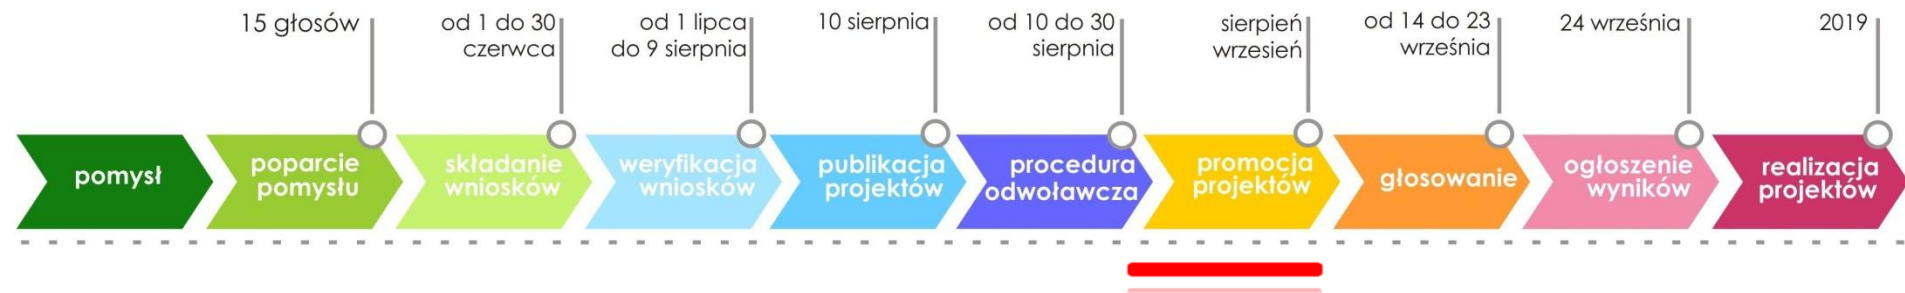 15 głosów
od 1 do 30
czerwca
od 1 lipca
do 9 sierpnia
10 sierpnia
od 10 do 30
sierpnia
sierpień
wrzesień
od 14 do 23
września
24 września
2019
pomysł
poparcie
pomysłu
składanie
wniosków
weryfikacja
wniosków
publikacja
projektów
procedura
odwoławcza
promocja
projektów
głosowanie
ogłoszenie
wyników
realizacja
projektów